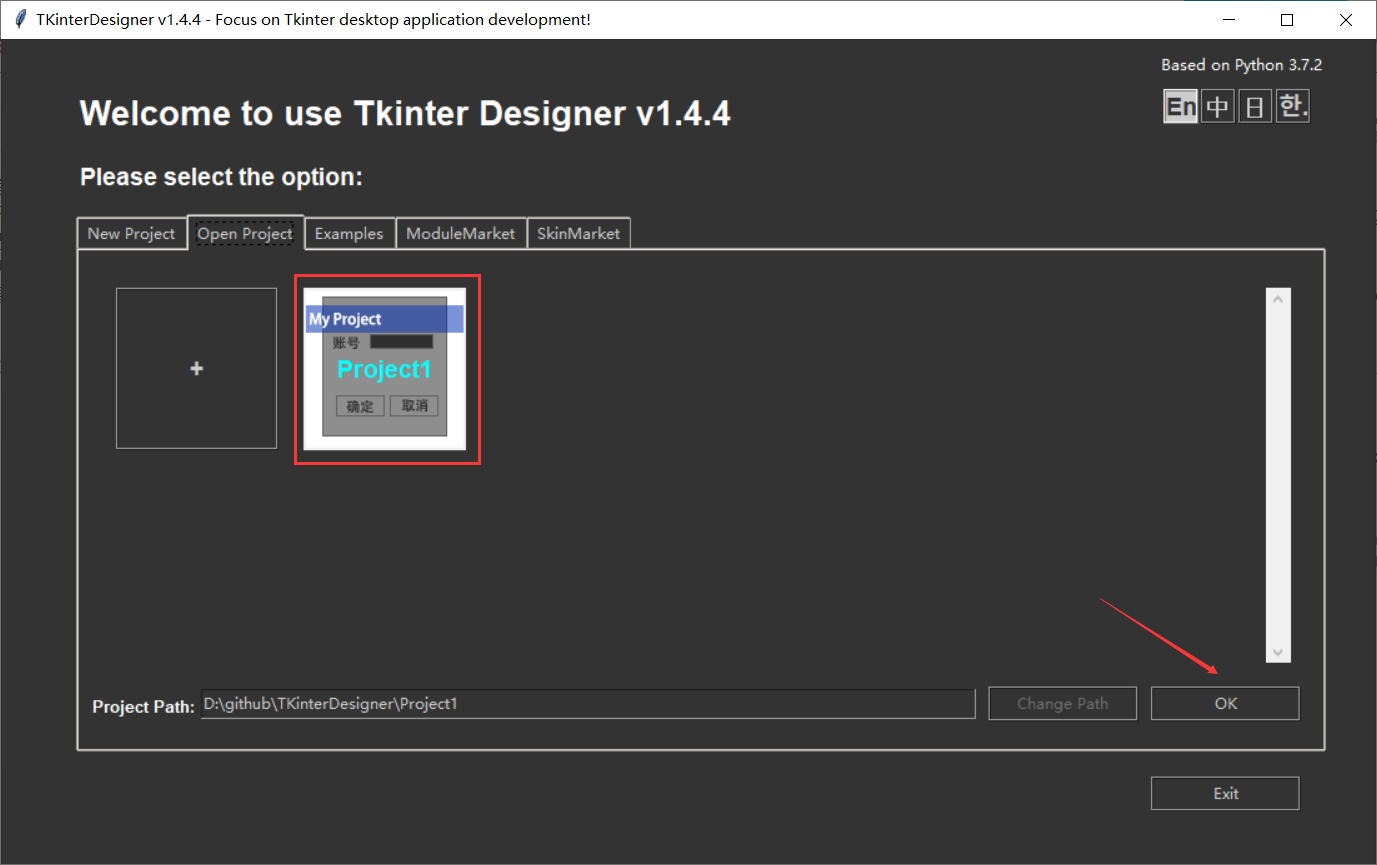 TKinterDesigner v1.4.4 - Focus on Tkinter desktop application development!
Based on Python 3.7.2
Welcome to use Tkinter Designer v1.4.4
En 中 日 한.
Please select the option:
New Project Open Project Examples ModuleMarket SkinMarket
+
My Project
账号
Project1
确定 取消
Project Path: D:\github\TKinterDesigner\Project1 Change Path OK
Exit